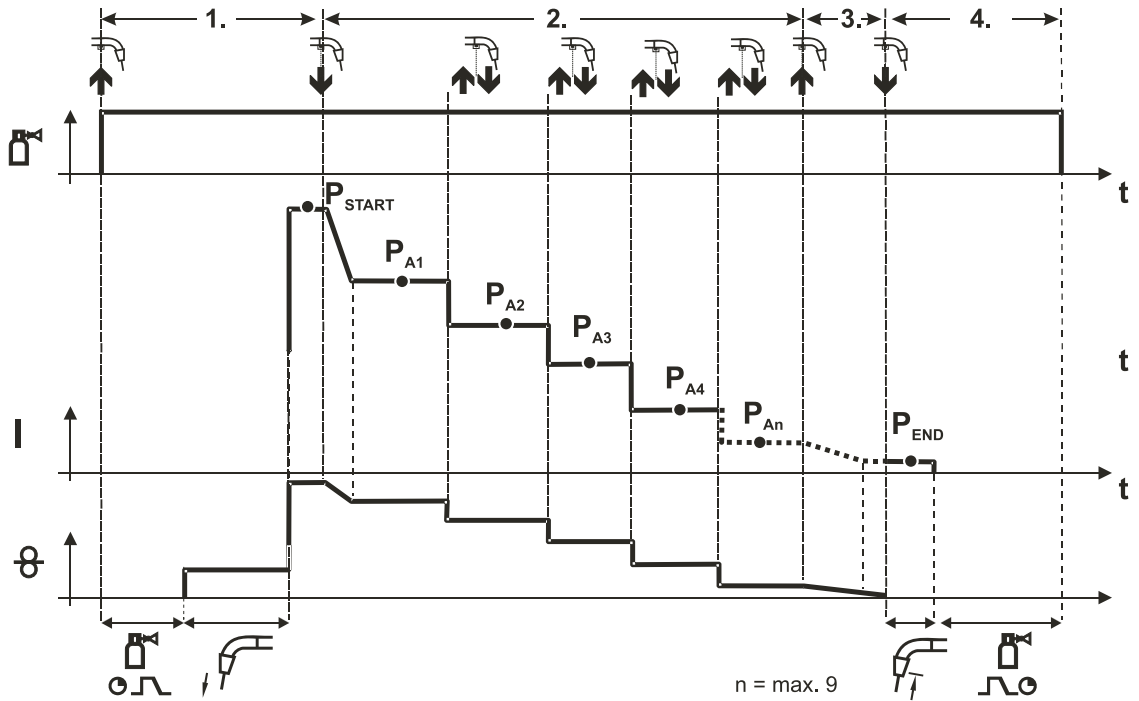 1. 2. 3. 4.
t
P START
P A1
P A2
P A3
t
P A4
P An
P END
I
t
n = max. 9